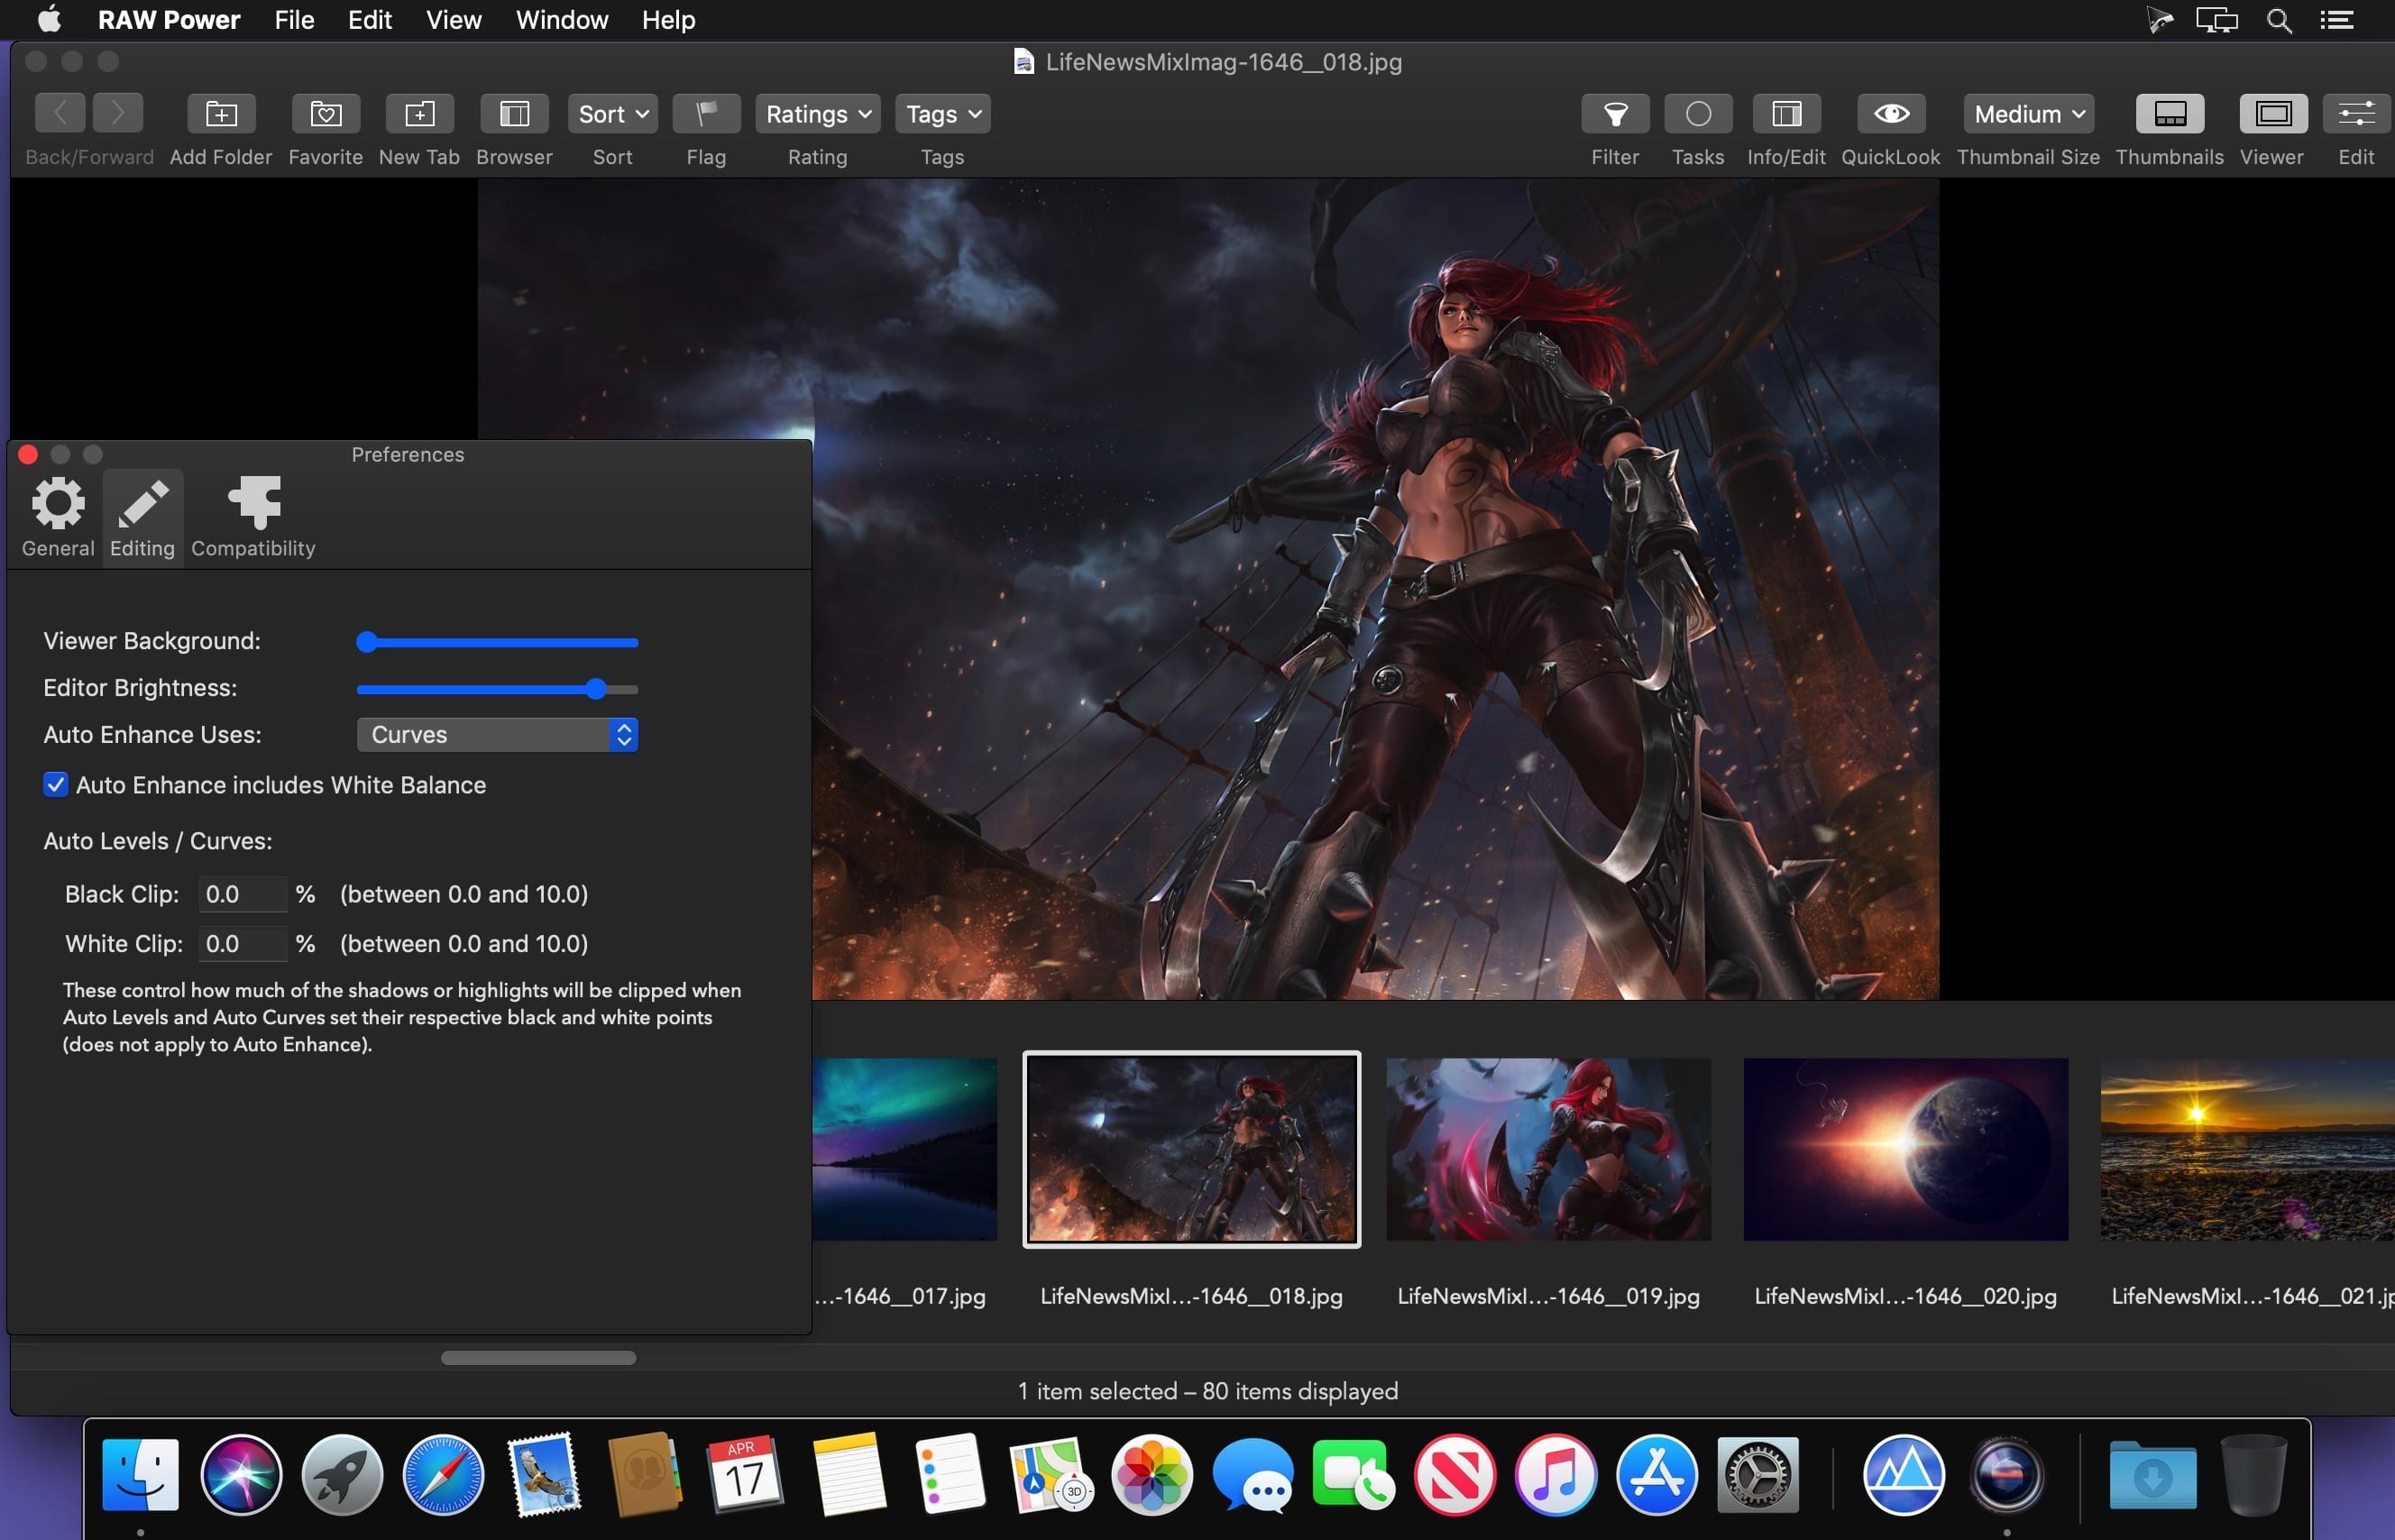 RAW Power File Edit View Window Help
LifeNewsMixImag-1646__018.jpg
Sort Ratings Tags Medium
Back/Forward Add Folder Favorite New Tab Browser Sort Flag Rating Tags Filter Tasks Info/Edit QuickLook Thumbnail Size Thumbnails Viewer Edit
Preferences
General Editing Compatibility
Viewer Background:
Editor Brightness:
Auto Enhance Uses: Curves
Auto Enhance includes White Balance
Auto Levels / Curves:
Black Clip: 0.0 % (between 0.0 and 10.0)
White Clip: 0.0 % (between 0.0 and 10.0)
These control how much of the shadows or highlights will be clipped when
Auto Levels and Auto Curves set their respective black and white points
(does not apply to Auto Enhance).
...-1646__017.jpg LifeNewsMixI...-1646__018.jpg LifeNewsMixI...-1646__019.jpg LifeNewsMixI...-1646__020.jpg LifeNewsMixI...-1646__021.jp
1 item selected – 80 items displayed
APR
17
3D